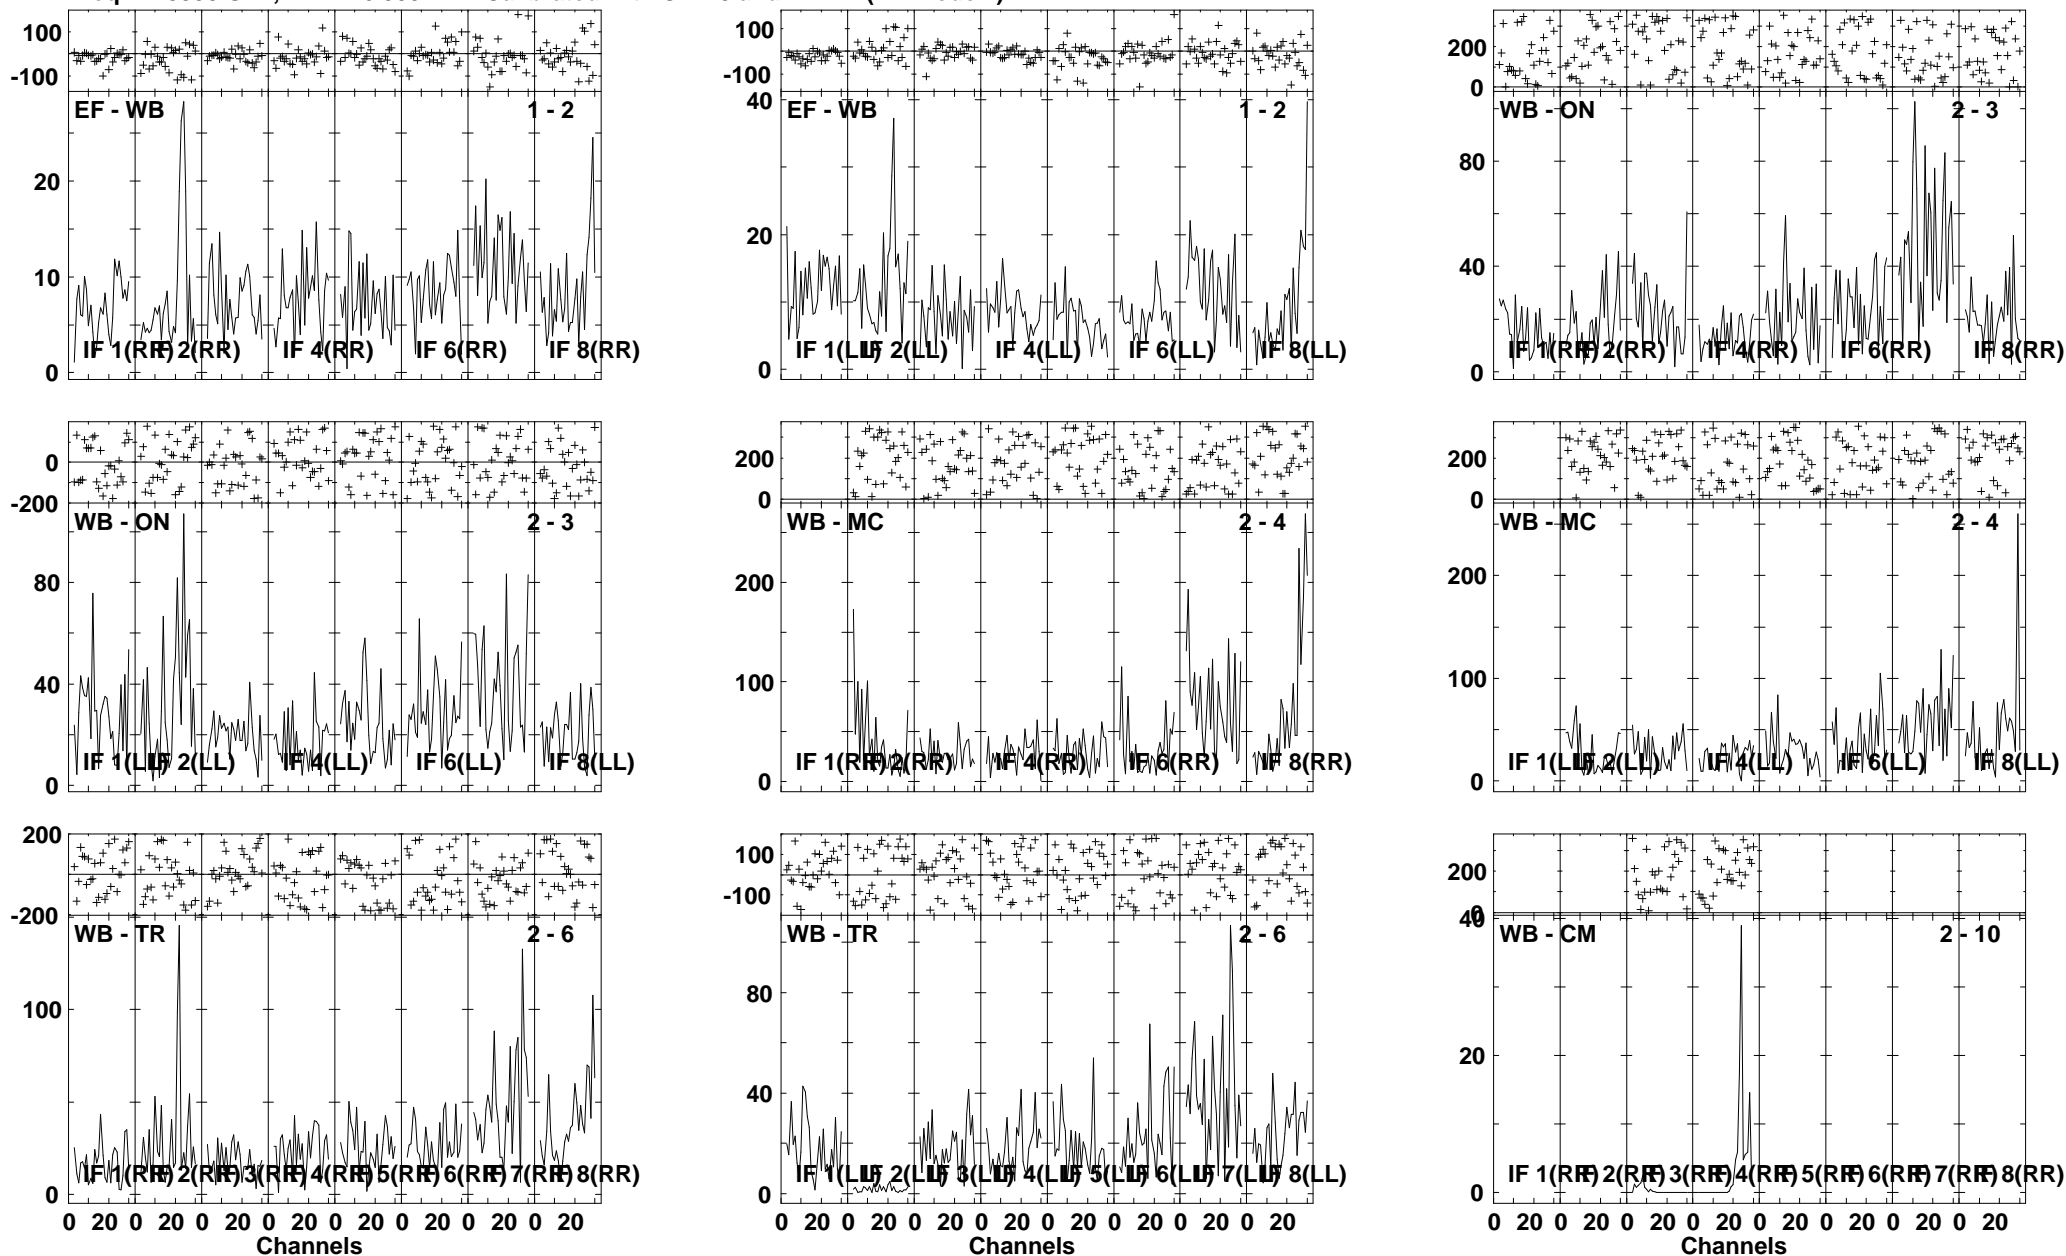 100
-100
EF - WB 1 - 2
20
10
0
IF 1(RR) IF 2(RR) IF 4(RR) IF 6(RR) IF 8(RR)
100
-100
40
EF - WB 1 - 2
20
0
IF 1(LL) IF 2(LL) IF 4(LL) IF 6(LL) IF 8(LL)
200
0
WB - ON 2 - 3
80
40
0
IF 1(RR) IF 2(RR) IF 4(RR) IF 6(RR) IF 8(RR)
0
-200
WB - ON 2 - 3
80
40
0
IF 1(LL) IF 2(LL) IF 4(LL) IF 6(LL) IF 8(LL)
200
0
WB - MC 2 - 4
200
100
0
IF 1(RR) IF 2(RR) IF 4(RR) IF 6(RR) IF 8(RR)
200
0
WB - MC 2 - 4
200
100
0
IF 1(LL) IF 2(LL) IF 4(LL) IF 6(LL) IF 8(LL)
200
0
-200
WB - TR 2 - 6
100
0
IF 1(RR) IF 2(RR) IF 3(RR) IF 4(RR) IF 5(RR) IF 6(RR) IF 7(RR) IF 8(RR)
0 20 0 20 0 20 0 20 0 20 0 20 0 20 0 20
Channels
100
-100
WB - TR 2 - 6
80
40
0
IF 1(LL) IF 2(LL) IF 3(LL) IF 4(LL) IF 5(LL) IF 6(LL) IF 7(LL) IF 8(LL)
0 20 0 20 0 20 0 20 0 20 0 20 0 20 0 20
Channels
200
0
40
WB - CM 2 - 10
20
0
IF 1(RR) IF 2(RR) IF 3(RR) IF 4(RR) IF 5(RR) IF 6(RR) IF 7(RR) IF 8(RR)
0 20 0 20 0 20 0 20 0 20 0 20 0 20 0 20
Channels